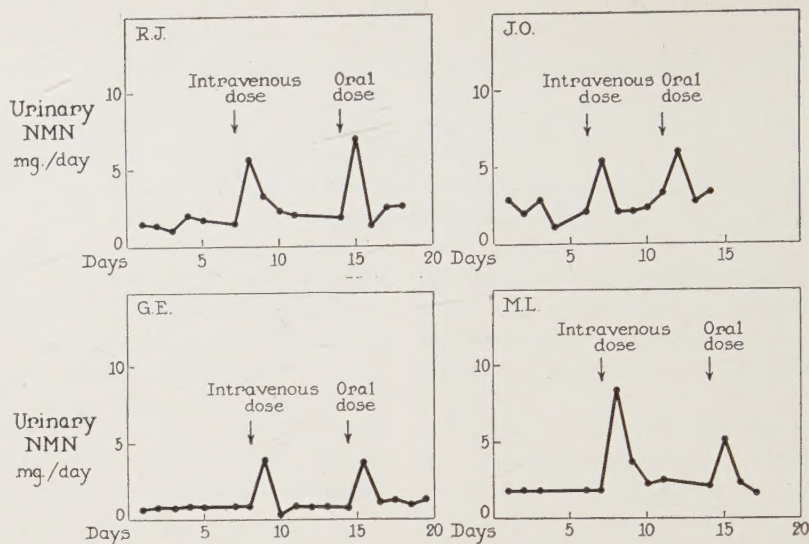 R.J.
Urinary
NMN
mg./day
10
5
0
Intravenous
dose
Oral
dose
Days
5
10
15
20
J.O.
10
5
0
Intravenous
dose
Oral
dose
Days
5
10
15
G.E.
Urinary
NMN
mg./day
10
5
0
Intravenous
dose
Oral
dose
Days
5
10
15
20
M.L.
10
5
0
Intravenous
dose
Oral
dose
Days
5
10
15
20